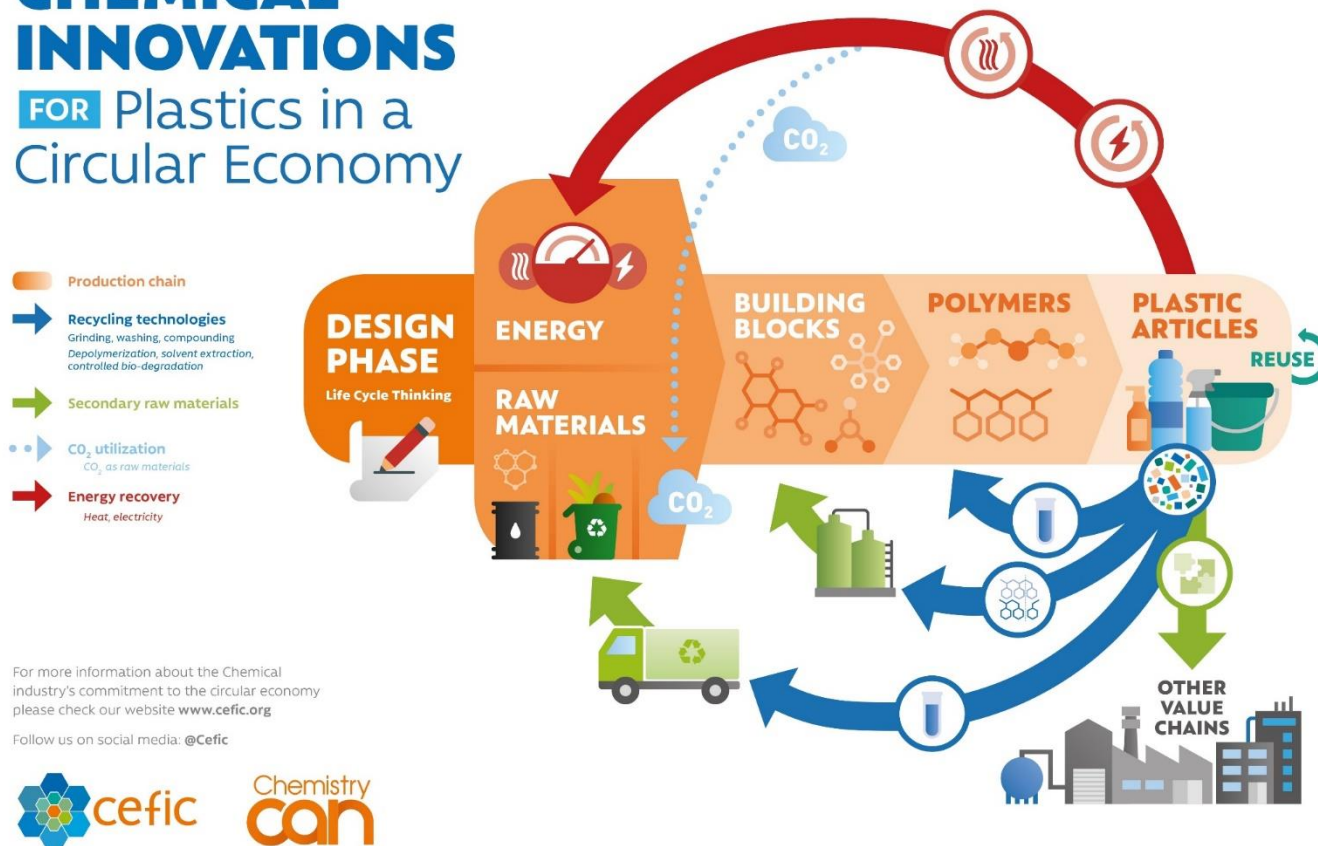 CHEMICAL
INNOVATIONS
FOR Plastics in a
Circular Economy
Production chain
Recycling technologies
Grinding, washing, compounding
Depolymerization, solvent extraction,
controlled bio-degradation
Secondary raw materials
CO₂ utilization
CO₂ as raw materials
Energy recovery
Heat, electricity
CO₂
DESIGN
PHASE
Life Cycle Thinking
ENERGY
RAW
MATERIALS
CO₂
BUILDING
BLOCKS
POLYMERS
PLASTIC
ARTICLES
REUSE
OTHER
VALUE
CHAINS
For more information about the Chemical
industry's commitment to the circular economy
please check our website www.cefic.org
Follow us on social media: @Cefic
cefic
Chemistry
can